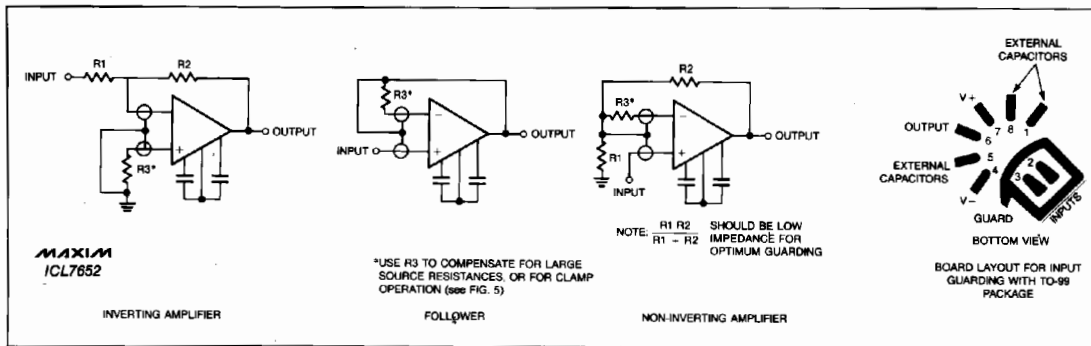 INPUT
R1
R2
R3*
OUTPUT
MAXIM
ICL7652
INVERTING AMPLIFIER
R3*
INPUT
OUTPUT
*USE R3 TO COMPENSATE FOR LARGE
SOURCE RESISTANCES, OR FOR CLAMP
OPERATION (see FIG. 5)
FOLLOWER
R2
R3*
R1
INPUT
OUTPUT
NOTE: R1 R2 SHOULD BE LOW
R1 - R2 IMPEDANCE FOR
OPTIMUM GUARDING
NON-INVERTING AMPLIFIER
EXTERNAL
CAPACITORS
V+
OUTPUT
7 8 1
6
5
4
3
2
EXTERNAL
CAPACITORS
V-
GUARD
INPUTS
BOTTOM VIEW
BOARD LAYOUT FOR INPUT
GUARDING WITH TO-99
PACKAGE